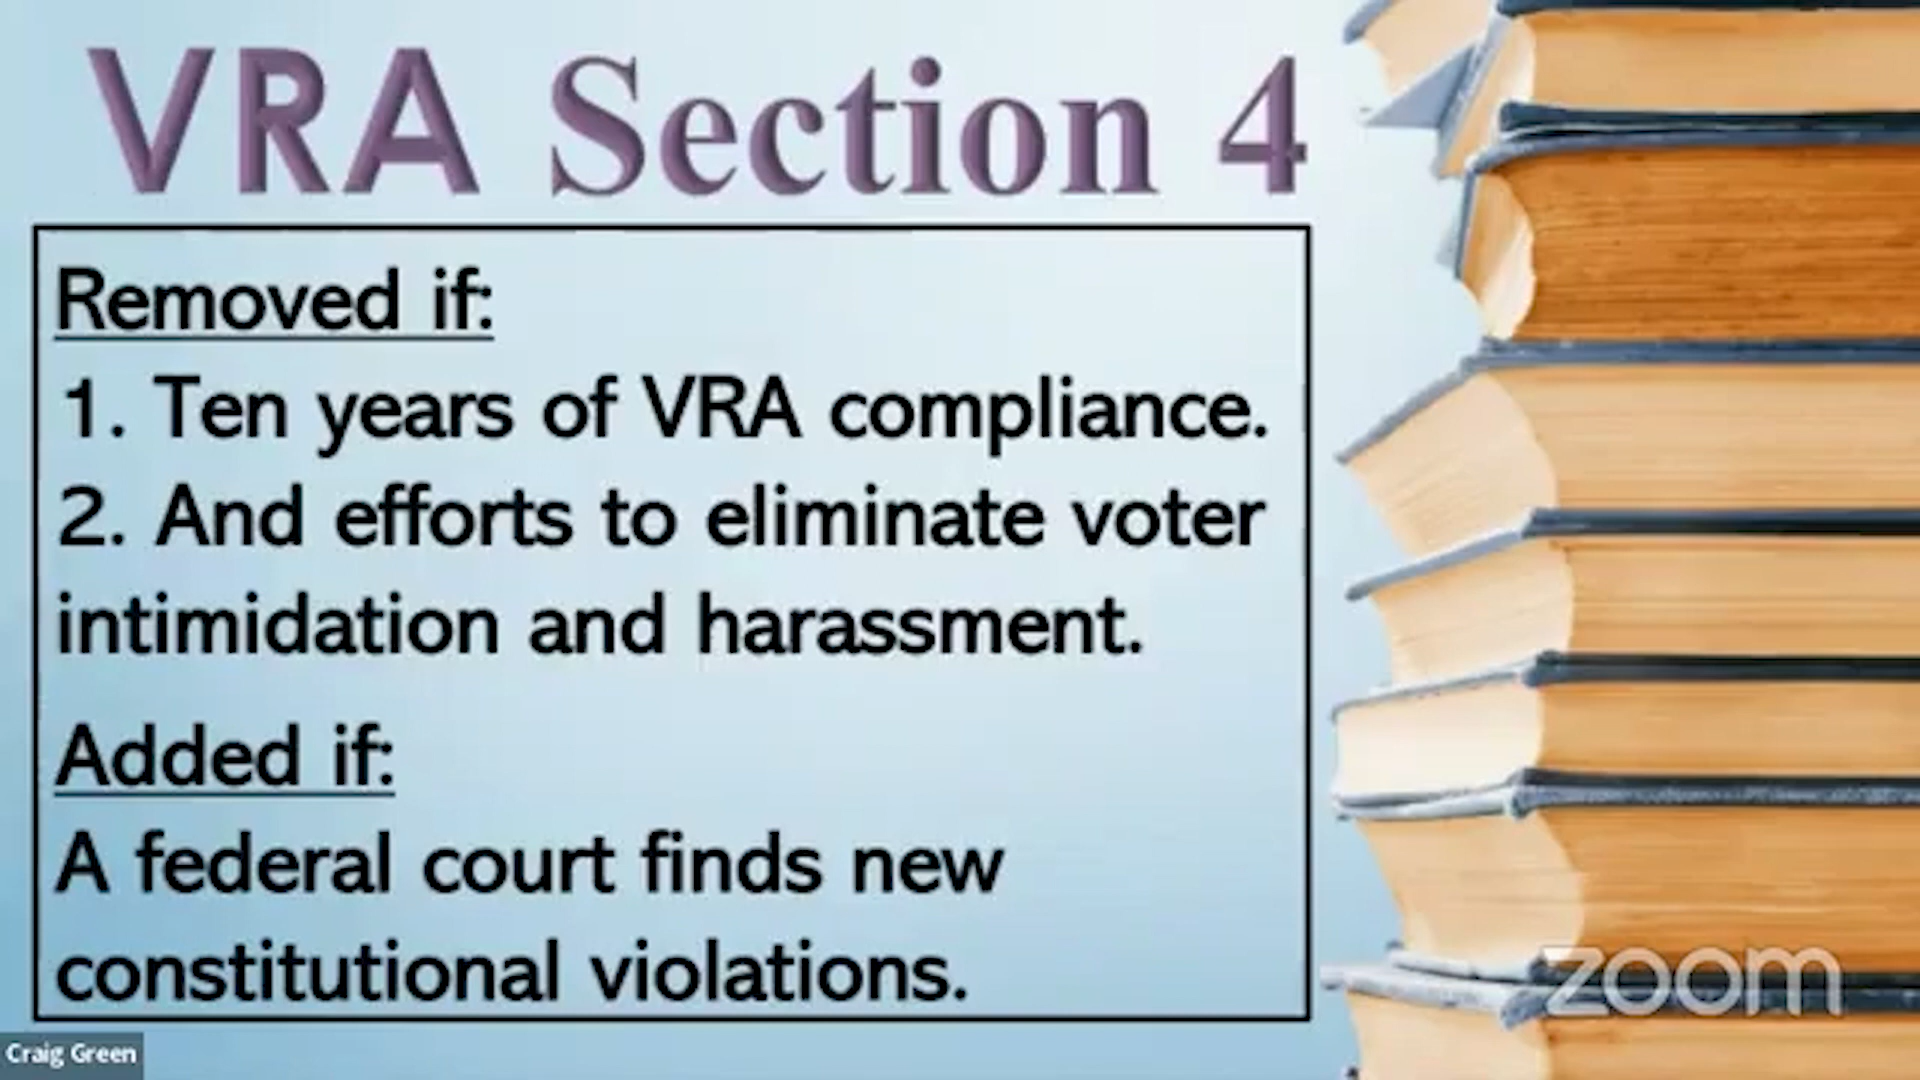 VRA Section 4
Removed if:
1. Ten years of VRA compliance.
2. And efforts to eliminate voter
intimidation and harassment.
Added if:
A federal court finds new
constitutional violations.
zoom
Craig Green